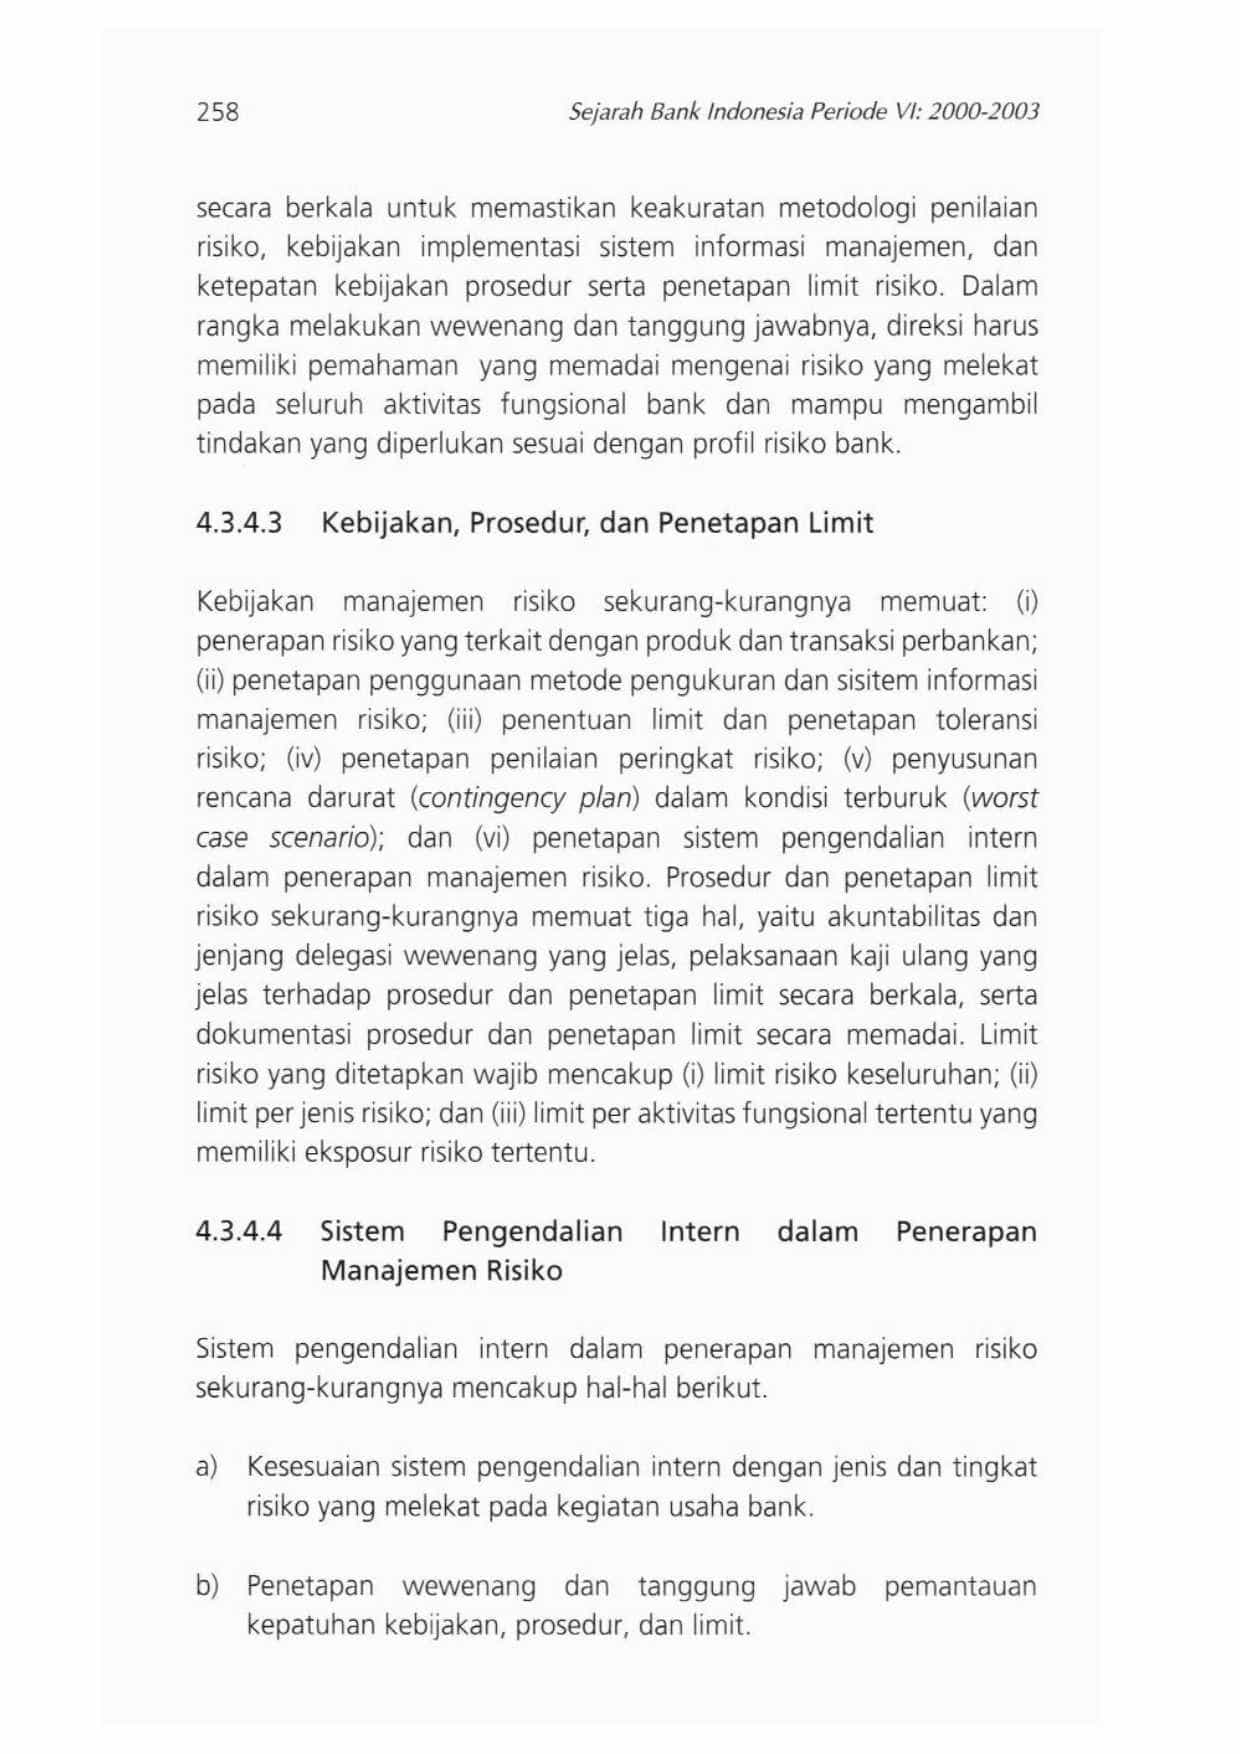 258
Sejarah Bank Indonesia Periode VI: 2000-2003
secara berkala untuk memastikan keakuratan metodologi penilaian
risiko, kebijakan implementasi sistem informasi manajemen, dan
ketepatan kebijakan prosedur serta penetapan limit risiko. Dalam
rangka melakukan wewenang dan tanggung jawabnya, direksi harus
memiliki pemahaman yang memadai mengenai risiko yang melekat
pada seluruh aktivitas fungsional bank dan mampu mengambil
tindakan yang diperlukan sesuai dengan profil risiko bank.
4.3.4.3 Kebijakan, Prosedur, dan Penetapan Limit
Kebijakan manajemen risiko sekurang-kurangnya memuat: (i)
penerapan risiko yang terkait dengan produk dan transaksi perbankan;
(ii) penetapan penggunaan metode pengukuran dan sisitem informasi
manajemen risiko; (iii) penentuan limit dan penetapan toleransi
risiko; (iv) penetapan penilaian peringkat risiko; (v) penyusunan
rencana darurat (contingency plan) dalam kondisi terburuk (worst
case scenario); dan (vi) penetapan sistem pengendalian intern
dalam penerapan manajemen risiko. Prosedur dan penetapan limit
risiko sekurang-kurangnya memuat tiga hal, yaitu akuntabilitas dan
jenjang delegasi wewenang yang jelas, pelaksanaan kaji ulang yang
jelas terhadap prosedur dan penetapan limit secara berkala, serta
dokumentasi prosedur dan penetapan limit secara memadai. Limit
risiko yang ditetapkan wajib mencakup (i) limit risiko keseluruhan; (ii)
limit per jenis risiko; dan (iii) limit per aktivitas fungsional tertentu yang
memiliki eksposur risiko tertentu.
4.3.4.4 Sistem Pengendalian Intern dalam Penerapan
Manajemen Risiko
Sistem pengendalian intern dalam penerapan manajemen risiko
sekurang-kurangnya mencakup hal-hal berikut.
a) Kesesuaian sistem pengendalian intern dengan jenis dan tingkat
risiko yang melekat pada kegiatan usaha bank.
b) Penetapan wewenang dan tanggung jawab pemantauan
kepatuhan kebijakan, prosedur, dan limit.